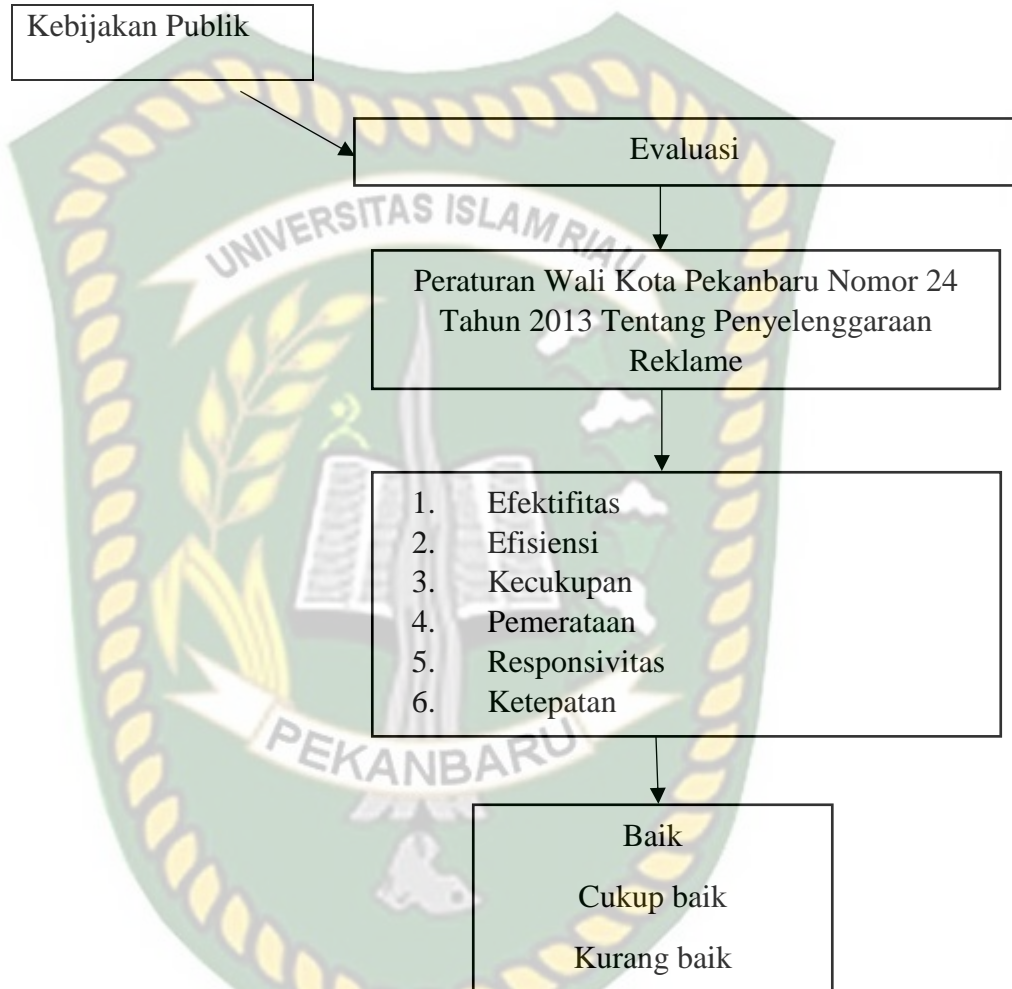 Kebijakan Publik
Evaluasi
UNIVERSITAS ISLAM RIAU
Peraturan Wali Kota Pekanbaru Nomor 24
Tahun 2013 Tentang Penyelenggaraan
Reklame
1. Efektifitas
2. Efisiensi
3. Kecukupan
4. Pemerataan
5. Responsivitas
6. Ketepatan
PEKANBARU
Baik
Cukup baik
Kurang baik